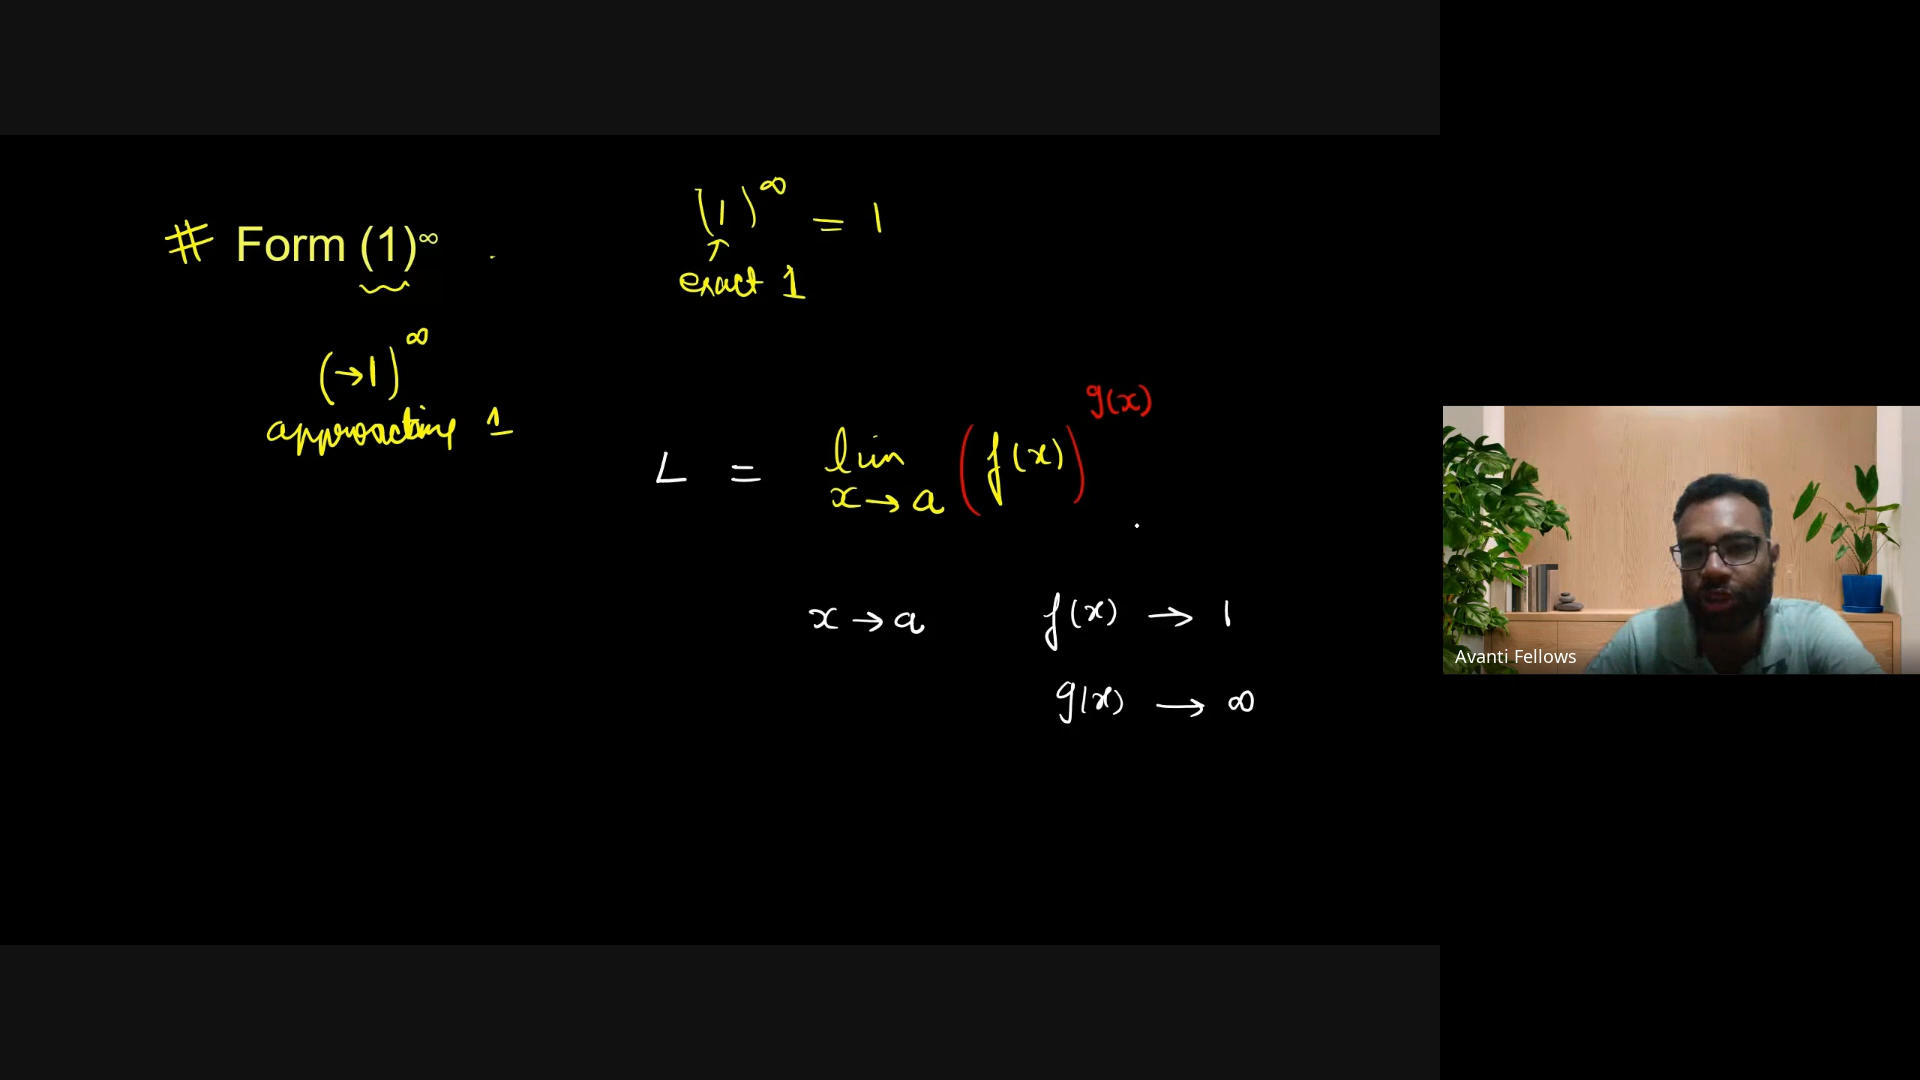 # Form (1)^∞
(1)^∞ = 1
↑
exact 1
(→1)^∞
approaching 1
L = lim x→a (f(x))^g(x)
x → a f(x) → 1
g(x) → ∞
Avanti Fellows